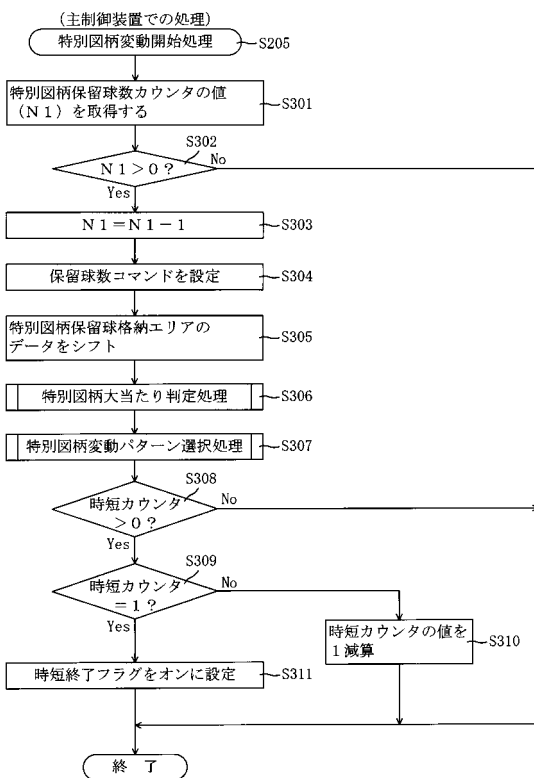 (主制御装置での処理)
特別図柄変動開始処理
S205
特別図柄保留球数カウンタの値
(N1)を取得する
S301
S302
N1>0?
No
Yes
N1=N1-1
S303
保留球数コマンドを設定
S304
特別図柄保留球格納エリアの
データをシフト
S305
特別図柄大当たり判定処理
S306
特別図柄変動パターン選択処理
S307
S308
時短カウンタ
>0?
No
Yes
S309
時短カウンタ
=1?
No
Yes
時短カウンタの値を
1減算
S310
時短終了フラグをオンに設定
S311
終 了